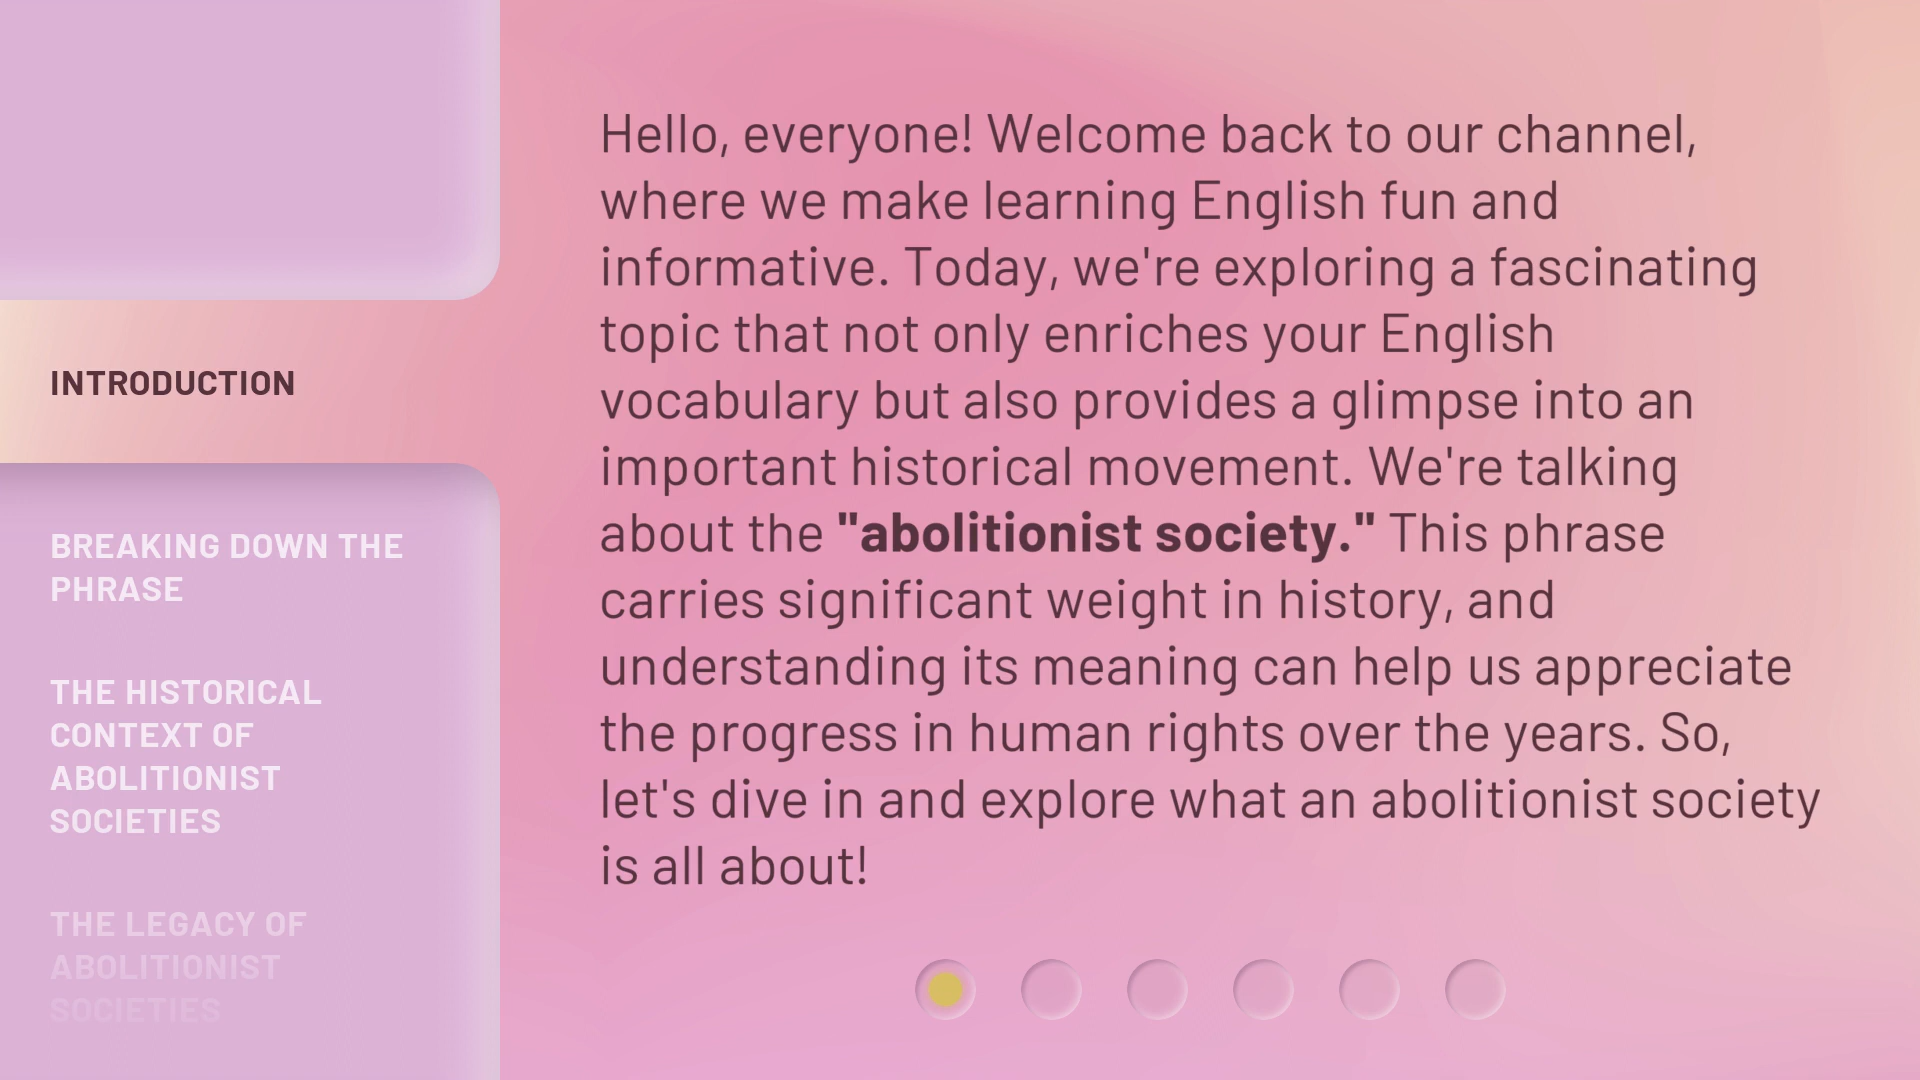 INTRODUCTION
BREAKING DOWN THE
PHRASE
THE HISTORICAL
CONTEXT OF
ABOLITIONIST
SOCIETIES
THE LEGACY OF
ABOLITIONIST
SOCIETIES
Hello, everyone! Welcome back to our channel,
where we make learning English fun and
informative. Today, we're exploring a fascinating
topic that not only enriches your English
vocabulary but also provides a glimpse into an
important historical movement. We're talking
about the "abolitionist society." This phrase
carries significant weight in history, and
understanding its meaning can help us appreciate
the progress in human rights over the years. So,
let's dive in and explore what an abolitionist society
is all about!